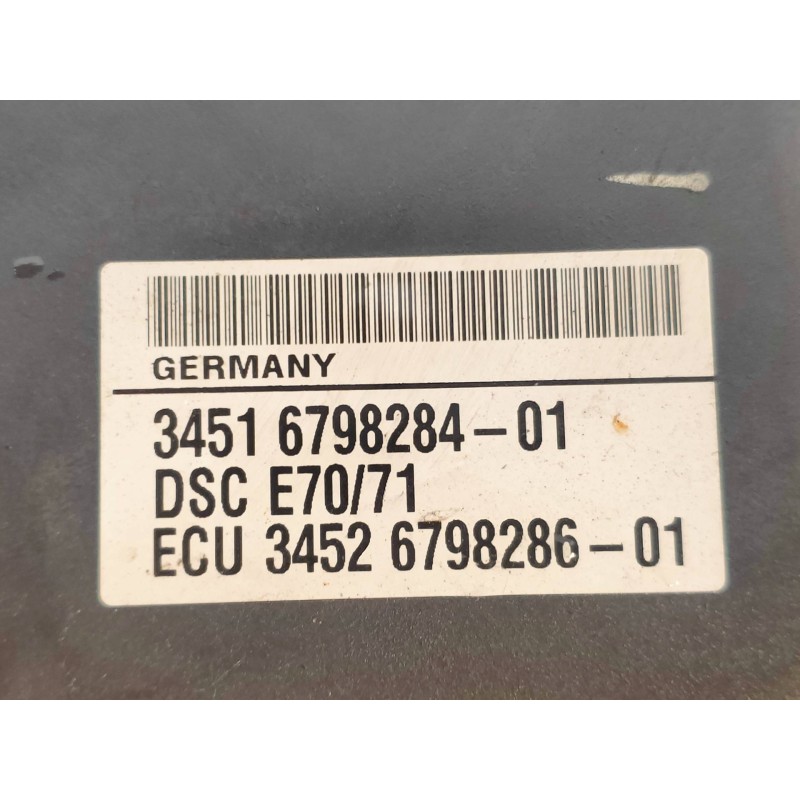 GERMANY
3451 6798284-01
DSC E70/71
ECU 3452 6798286-01